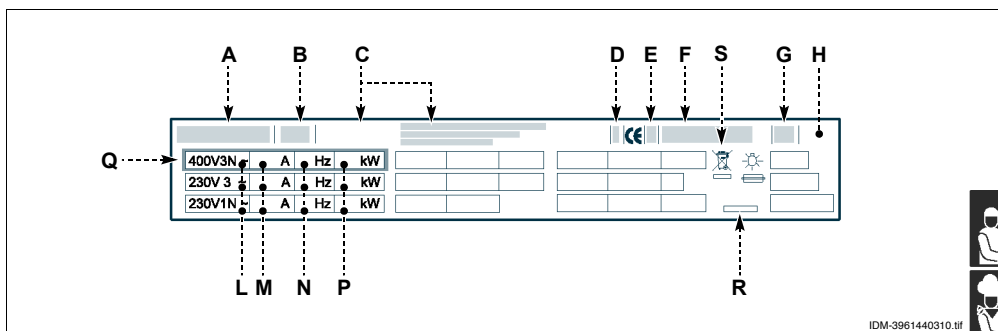 A B C D E F S G H
CE
Q
400V3N ~ A Hz kW
230V 3 ~ A Hz kW
230V1N ~ A Hz kW
L M N P R
IDM-3961440310.tif